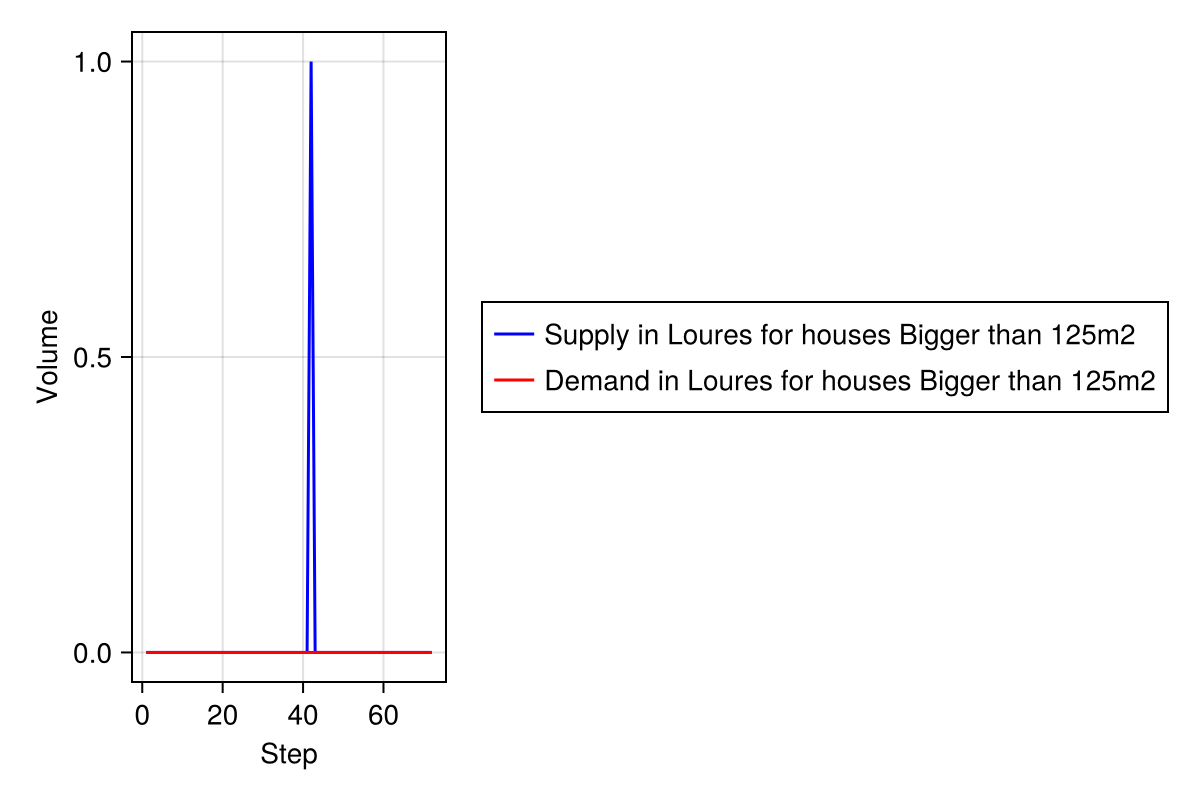 1.0
0.5
0.0
Volume
0 20 40 60
Step
Supply in Loures for houses Bigger than 125m2
Demand in Loures for houses Bigger than 125m2